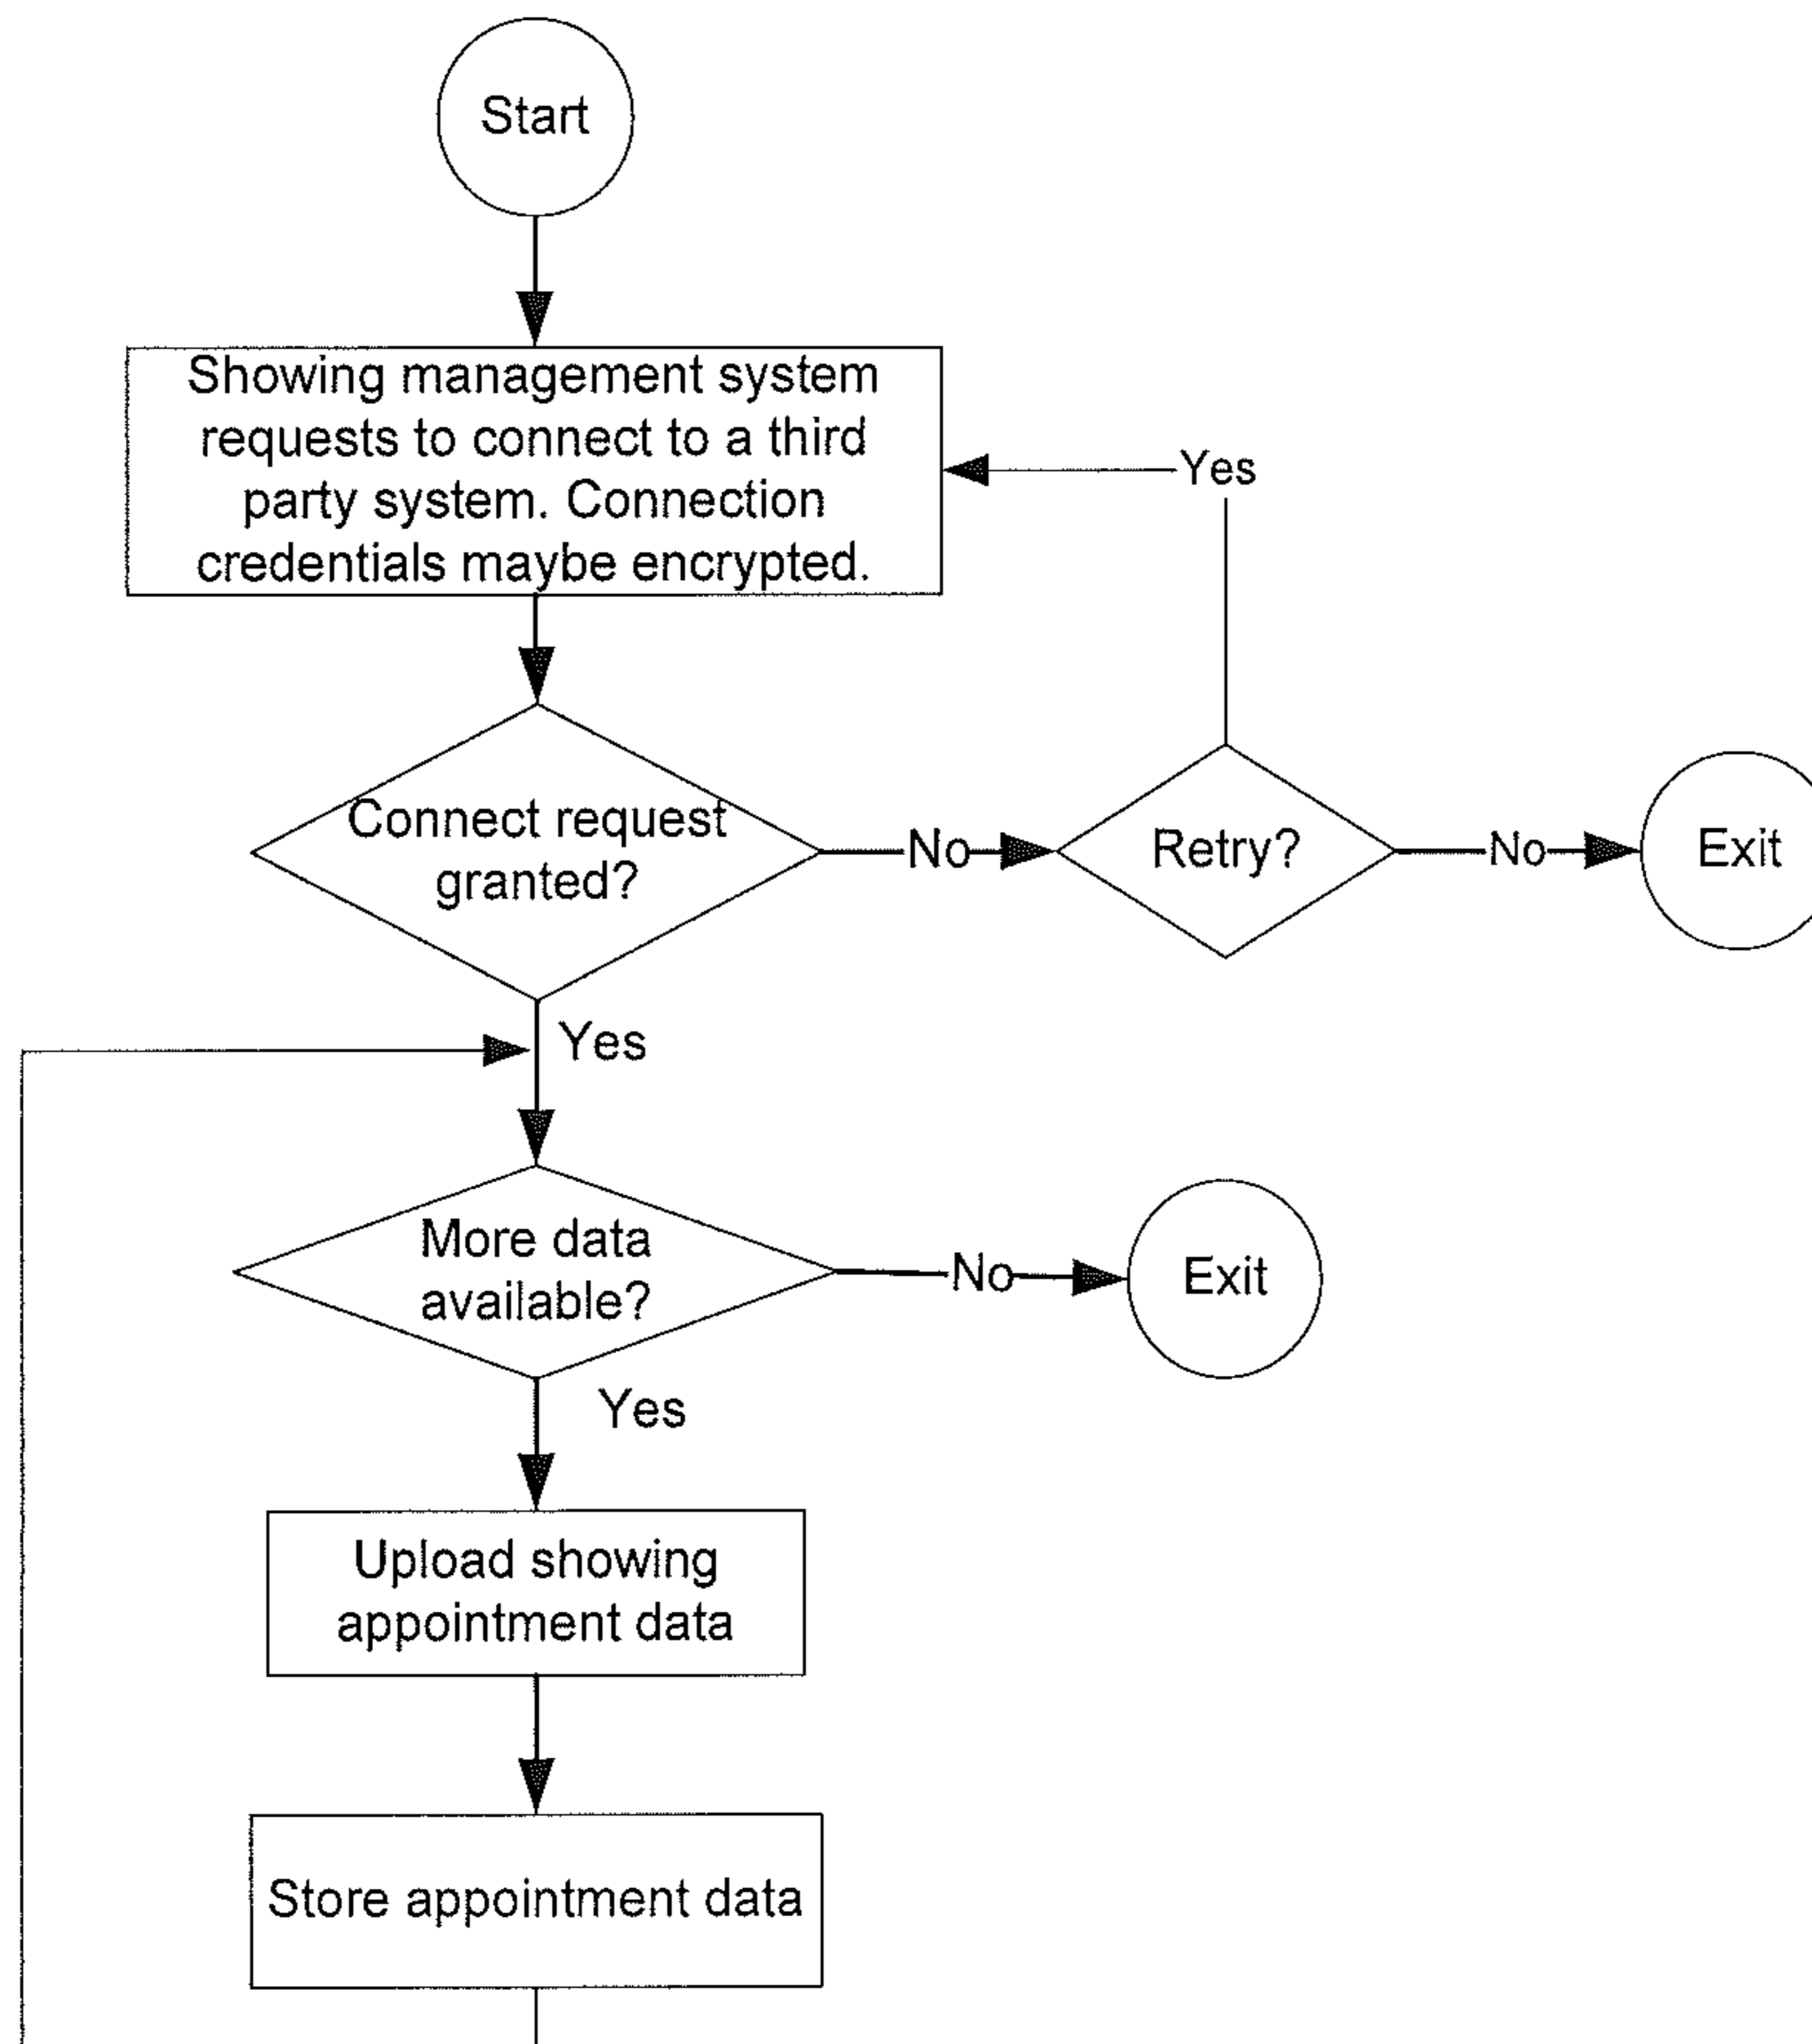 Start
Showing management system
requests to connect to a third
party system. Connection
credentials maybe encrypted.
Yes
Connect request
granted?
No
Retry?
No
Exit
Yes
More data
available?
No
Exit
Yes
Upload showing
appointment data
Store appointment data